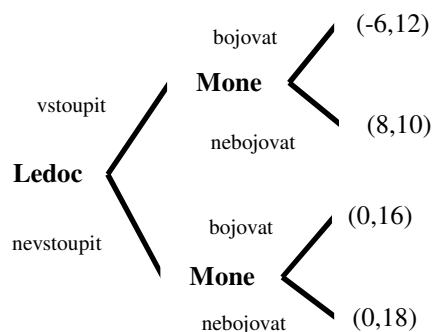 bojovat
(-6,12)
Mone
vstoupit
nebojovat
(8,10)
Ledoc
bojovat
(0,16)
nevstoupit
Mone
nebojovat
(0,18)